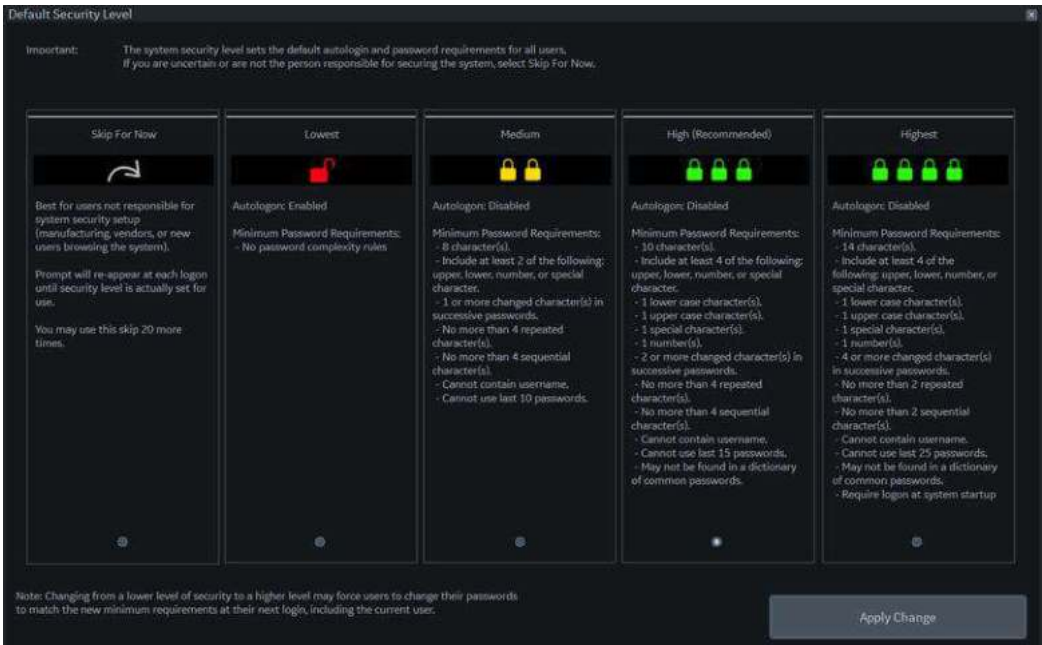 Default Security Level
Important: The system security level sets the default autologin and password requirements for all users.
If you are uncertain or are not the person responsible for securing the system, select Skip For Now.
Skip For Now
Best for users not responsible for
system security setup
(manufacturing, vendors, or new
users browsing the system).
Prompt will re-appear at each logon
until security level is actually set for
use.
You may use this skip 20 more
times.
Lowest
Autologon: Enabled
Minimum Password Requirements:
- No password complexity rules
Medium
Autologon: Disabled
Minimum Password Requirements:
- 8 character(s).
- Include at least 2 of the following:
upper, lower, number, or special
character.
- 1 or more changed character(s) in
successive passwords.
- No more than 4 repeated
character(s).
- No more than 4 sequential
character(s).
- Cannot contain username.
- Cannot use last 10 passwords.
High (Recommended)
Autologon: Disabled
Minimum Password Requirements:
- 10 character(s).
- Include at least 4 of the following:
upper, lower, number, or special
character.
- 1 lower case character(s).
- 1 upper case character(s).
- 1 special character(s).
- 1 number(s).
- 2 or more changed character(s) in
successive passwords.
- No more than 4 repeated
character(s).
- No more than 4 sequential
character(s).
- Cannot contain username.
- Cannot use last 15 passwords.
- May not be found in a dictionary
of common passwords.
Highest
Autologon: Disabled
Minimum Password Requirements:
- 14 character(s).
- Include at least 4 of the
following: upper, lower, number, or
special character.
- 1 lower case character(s).
- 1 upper case character(s).
- 1 special character(s).
- 1 number(s).
- 4 or more changed character(s)
in successive passwords.
- No more than 2 repeated
character(s).
- No more than 2 sequential
character(s).
- Cannot contain username.
- Cannot use last 25 passwords.
- May not be found in a dictionary
of common passwords.
- Require logon at system startup
Note: Changing from a lower level of security to a higher level may force users to change their passwords
to match the new minimum requirements at their next login, including the current user.
Apply Change